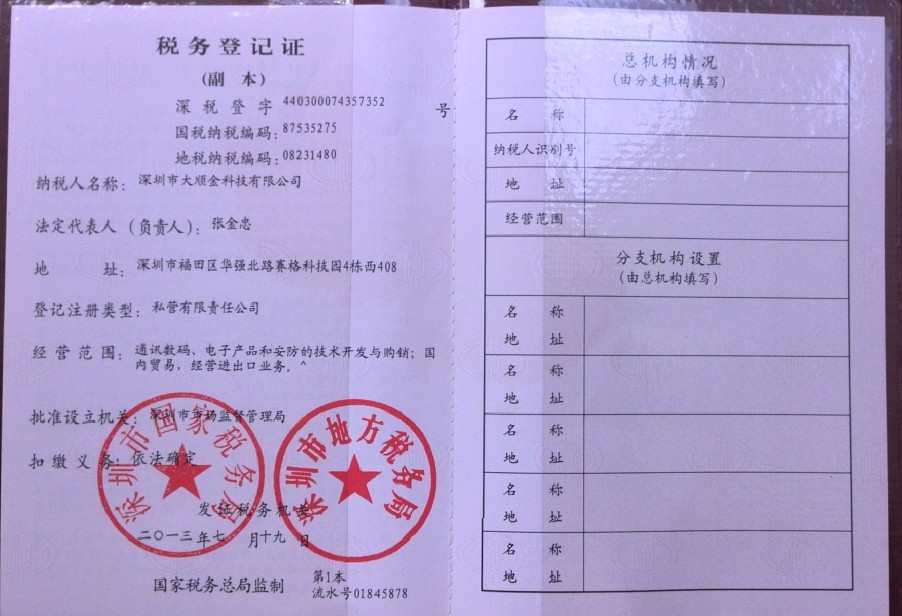 税务登记证
(副 本)
深税登字 440300074357352 号
国税纳税编码: 87535275
地税纳税编码: 08231480
纳税人名称: 深圳市大顺金科技有限公司
法定代表人(负责人): 张金忠
地 址: 深圳市福田区华强北路赛格科技园4栋西408
登记注册类型: 私营有限责任公司
经营范围: 通讯数码、电子产品和安防的技术开发与购销; 国
内贸易, 经营进出口业务。^
批准设立机关: 深圳市市场监督管理局
扣缴义务: 依法确定
深圳市国家税务局
深圳市地方税务局
发证税务机关
二〇一三年七 月十九 日
国家税务总局监制
第1本
流水号01845878
总机构情况
(由分支机构填写)
名 称
纳税人识别号
地 址
经营范围
分支机构设置
(由总机构填写)
名 称
地 址
名 称
地 址
名 称
地 址
名 称
地 址
名 称
地 址